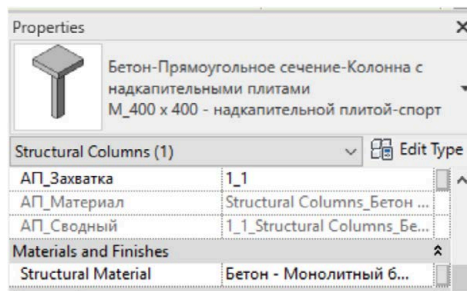 Properties
Бетон-Прямоугольное сечение-Колонна с
надкапительными плитами
М_400 x 400 - надкапительной плитой-спорт
Structural Columns (1)
Edit Type
АП_Захватка 1_1
АП_Материал Structural Columns_Бетон ...
АП_Сводный 1_1_Structural Columns_Бе...
Materials and Finishes
Structural Material Бетон - Монолитный б...